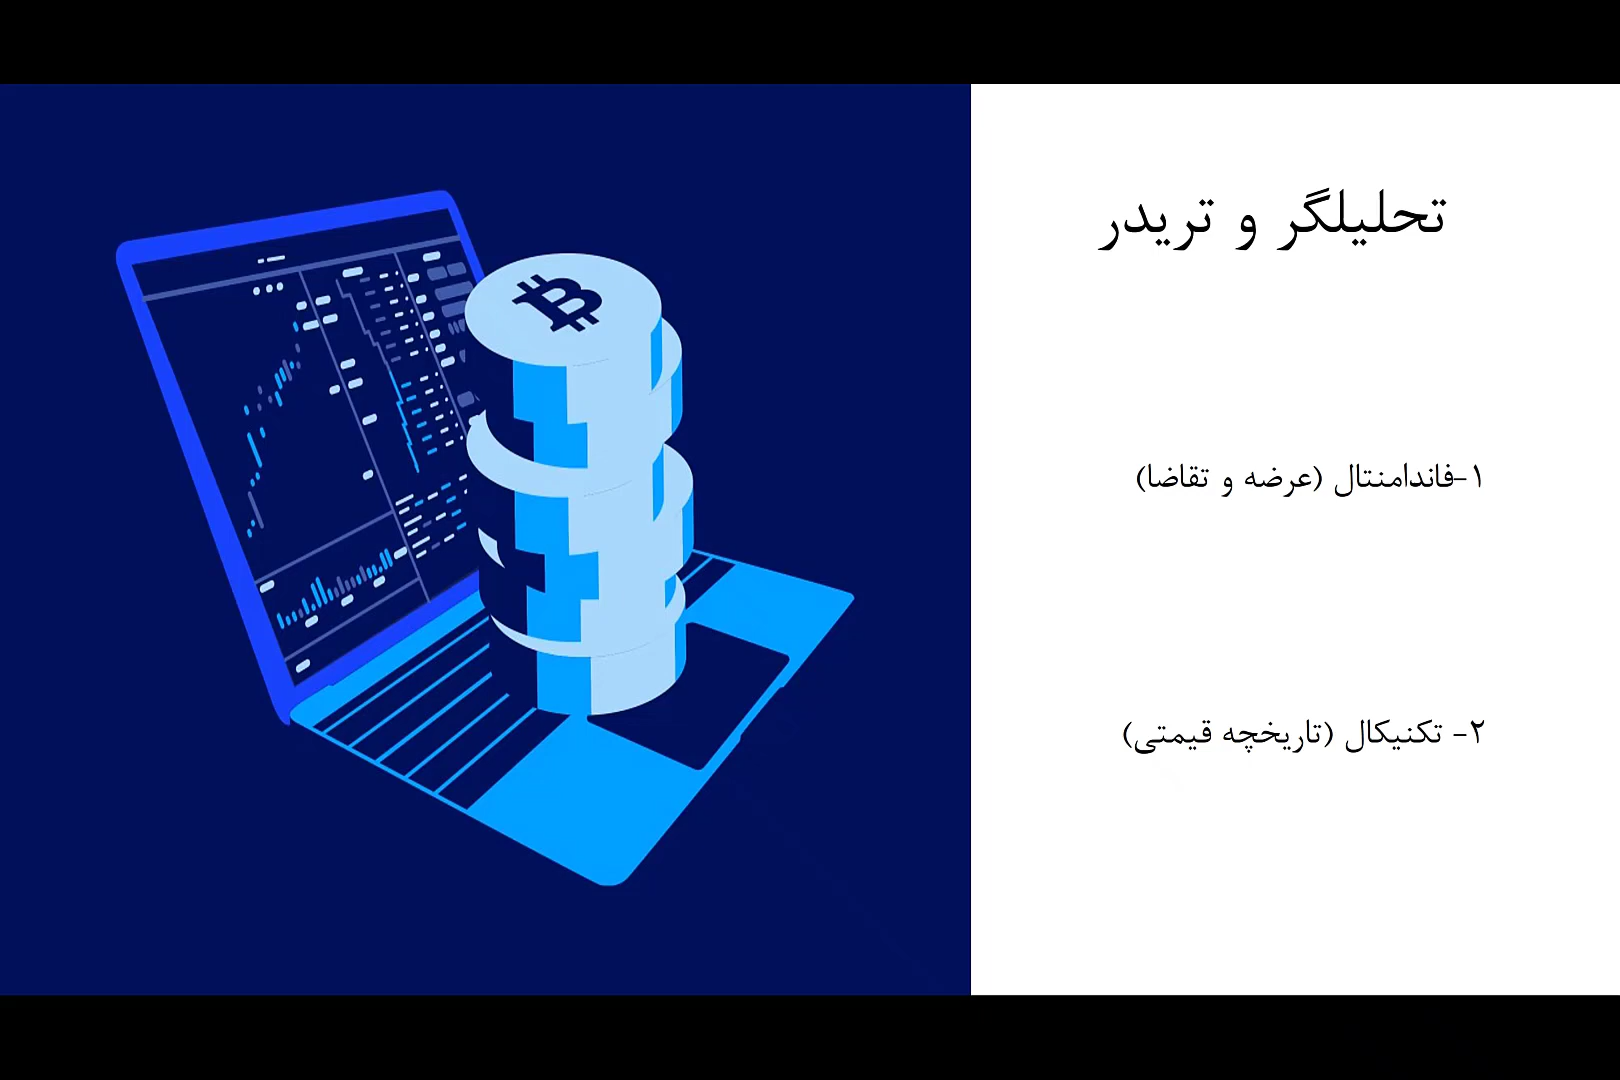 تحلیلگر و تریدر
۱-فاندامنتال (عرضه و تقاضا)
۲- تکنیکال (تاریخچه قیمتی)